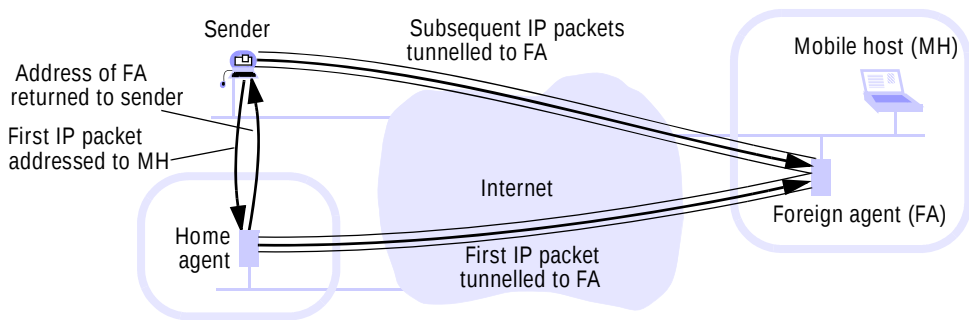 Sender
Subsequent IP packets
tunnelled to FA
Mobile host (MH)
Address of FA
returned to sender
First IP packet
addressed to MH
Internet
Foreign agent (FA)
Home
agent
First IP packet
tunnelled to FA